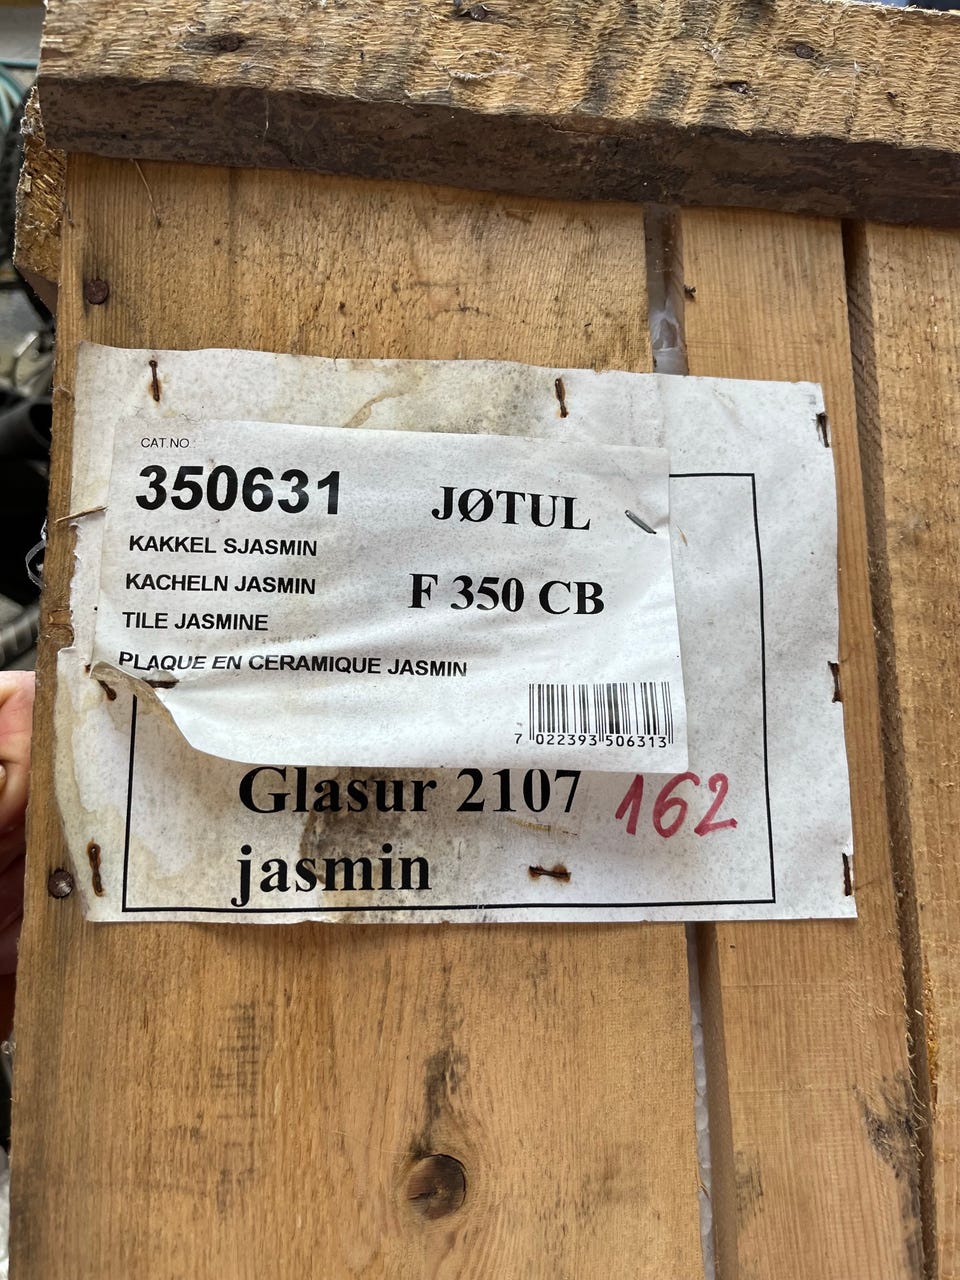 CAT.NO.
350631
JØTUL
KAKKEL SJASMIN
KACHELN JASMIN
F 350 CB
TILE JASMINE
PLAQUE EN CERAMIQUE JASMIN
7 022393 506313
Glasur 2107
162
jasmin